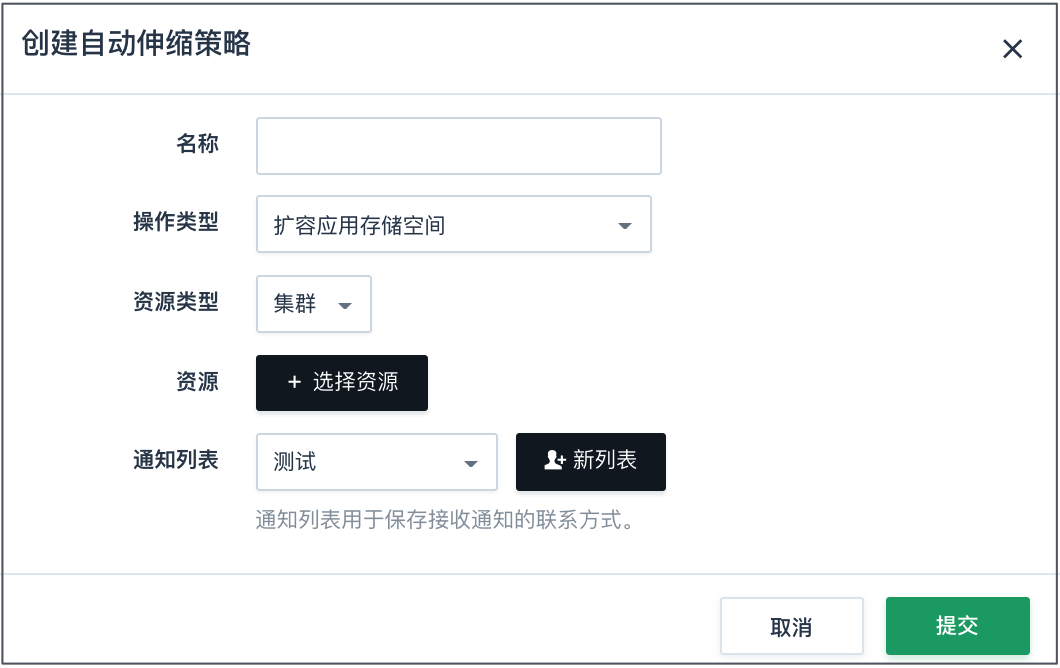 创建自动伸缩策略
名称
操作类型 扩容应用存储空间
资源类型 集群
资源 + 选择资源
通知列表 测试 新列表
通知列表用于保存接收通知的联系方式。
取消 提交